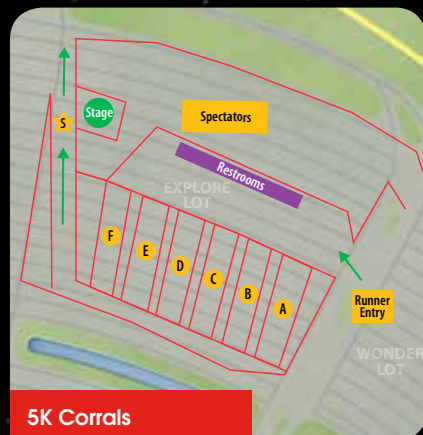 S
Stage
Spectators
Restrooms
EXPLORE
LOT
F
E
D
C
B
A
Runner
Entry
WONDER
LOT
5K Corrals